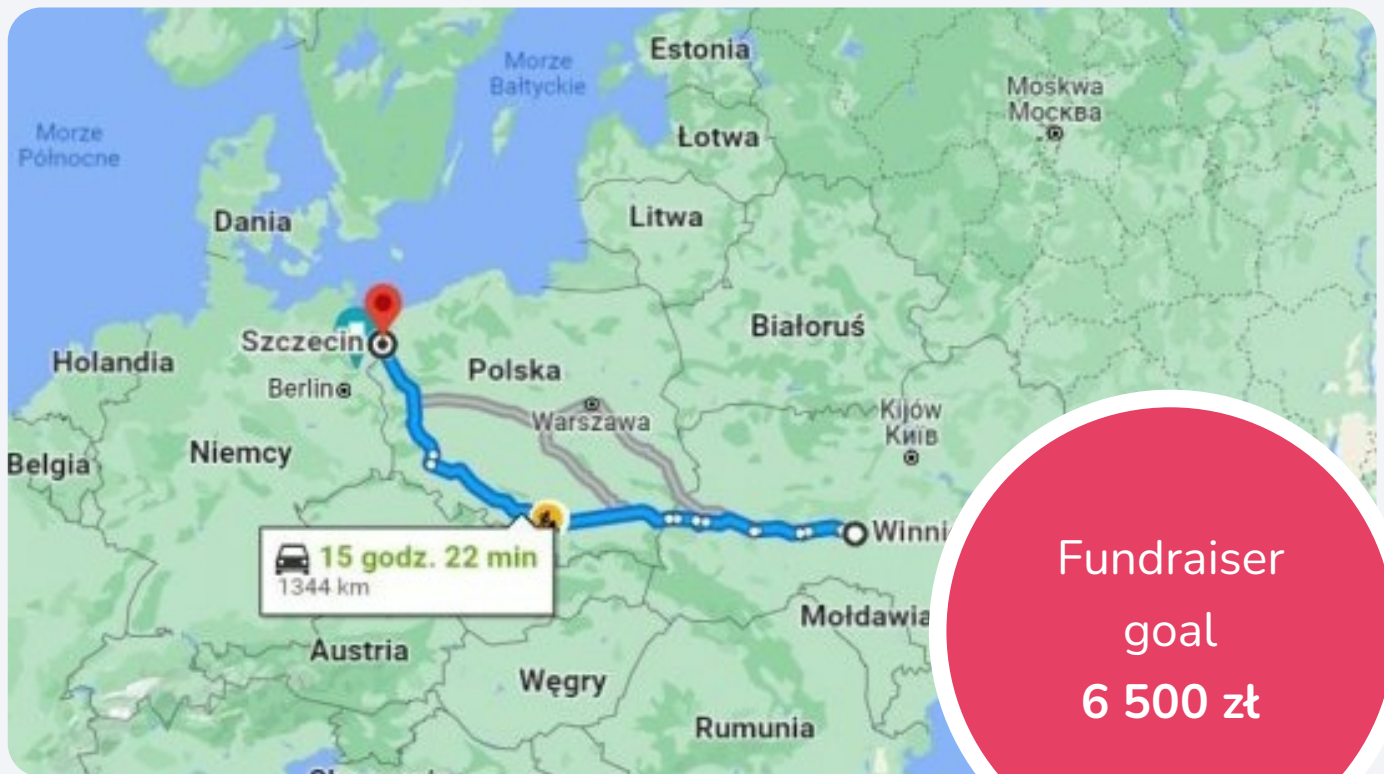 Estonia
Morze
Bałtyckie
Moskwa
Москва
Morze
Północne
Łotwa
Dania
Litwa
Białoruś
Szczecin
Holandia
Polska
Berlin
Warszawa
Kijów
Київ
Niemcy
Belgia
Winni
15 godz. 22 min
1344 km
Mołdawia
Austria
Węgry
Rumunia
Fundraiser
goal
6 500 zł